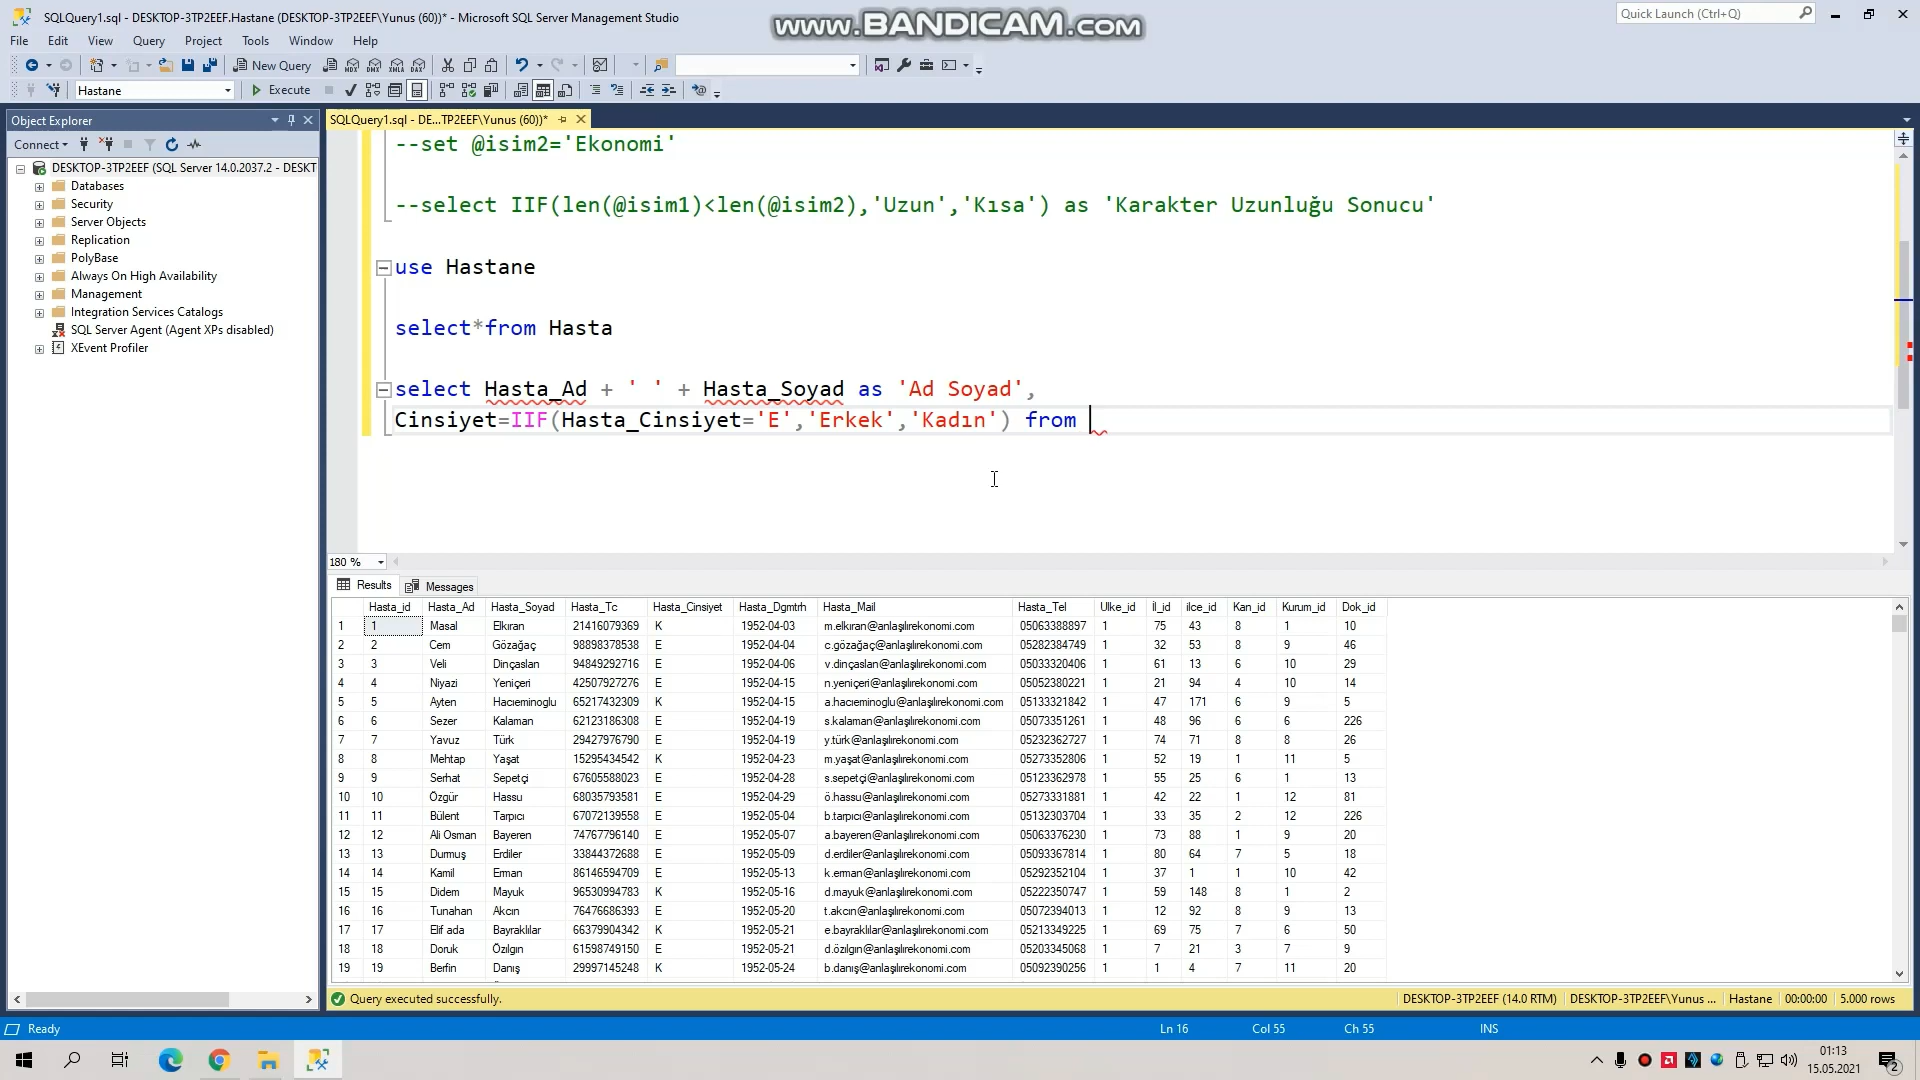 SQLQuery1.sql - DESKTOP-3TP2EEF.Hastane (DESKTOP-3TP2EEF\Yunus (60))* - Microsoft SQL Server Management Studio
www.BANDICAM.com
Quick Launch (Ctrl+Q)
File Edit View Query Project Tools Window Help
New Query
Hastane Execute
Object Explorer
SQLQuery1.sql - DE...TP2EEF\Yunus (60))*
Connect
DESKTOP-3TP2EEF (SQL Server 14.0.2037.2 - DESKT
Databases
Security
Server Objects
Replication
PolyBase
Always On High Availability
Management
Integration Services Catalogs
SQL Server Agent (Agent XPs disabled)
XEvent Profiler
--set @isim2='Ekonomi'
--select IIF(len(@isim1)<len(@isim2),'Uzun','Kısa') as 'Karakter Uzunluğu Sonucu'
use Hastane
select*from Hasta
select Hasta_Ad + ' ' + Hasta_Soyad as 'Ad Soyad',
Cinsiyet=IIF(Hasta_Cinsiyet='E','Erkek','Kadın') from
180 %
Results Messages
Hasta_id Hasta_Ad Hasta_Soyad Hasta_Tc Hasta_Cinsiyet Hasta_Dgmtrh Hasta_Mail Hasta_Tel Ulke_id İl_id ilce_id Kan_id Kurum_id Dok_id
1 1 Masal Elkıran 21416079369 K 1952-04-03 m.elkıran@anlaşılırekonomi.com 05063388897 1 75 43 8 1 10
2 2 Cem Gözağaç 98898378538 E 1952-04-04 c.gözağaç@anlaşılırekonomi.com 05282384749 1 32 53 8 9 46
3 3 Veli Dinçaslan 94849292716 E 1952-04-06 v.dinçaslan@anlaşılırekonomi.com 05033320406 1 61 13 6 10 29
4 4 Niyazi Yeniçeri 42507927276 E 1952-04-15 n.yeniçeri@anlaşılırekonomi.com 05052380221 1 21 94 4 10 14
5 5 Ayten Hacıeminoglu 65217432309 K 1952-04-15 a.hacıeminoglu@anlaşılırekonomi.com 05133321842 1 47 171 6 9 5
6 6 Sezer Kalaman 62123186308 E 1952-04-19 s.kalaman@anlaşılırekonomi.com 05073351261 1 48 96 6 6 226
7 7 Yavuz Türk 29427976790 E 1952-04-19 y.türk@anlaşılırekonomi.com 05232362727 1 74 71 8 8 26
8 8 Mehtap Yaşat 15295434542 K 1952-04-23 m.yaşat@anlaşılırekonomi.com 05273352806 1 52 19 1 11 5
9 9 Serhat Sepetçi 67605588023 E 1952-04-28 s.sepetçi@anlaşılırekonomi.com 05123362978 1 55 25 6 1 13
10 10 Özgür Hassu 68035793581 E 1952-04-29 ö.hassu@anlaşılırekonomi.com 05273331881 1 42 22 1 12 81
11 11 Bülent Tarpıcı 67072139558 E 1952-05-04 b.tarpıcı@anlaşılırekonomi.com 05132303704 1 33 35 2 12 226
12 12 Ali Osman Bayeren 74767796140 E 1952-05-07 a.bayeren@anlaşılırekonomi.com 05063376230 1 73 88 1 9 20
13 13 Durmuş Erdiler 33844372688 E 1952-05-09 d.erdiler@anlaşılırekonomi.com 05093367814 1 80 64 7 5 18
14 14 Kamil Erman 86146594709 E 1952-05-13 k.erman@anlaşılırekonomi.com 05292352104 1 37 1 1 10 42
15 15 Didem Mayuk 96530994783 K 1952-05-16 d.mayuk@anlaşılırekonomi.com 05222350747 1 59 148 8 1 2
16 16 Tunahan Akcın 76476686393 E 1952-05-20 t.akcın@anlaşılırekonomi.com 05072394013 1 12 92 8 9 13
17 17 Elif ada Bayraklılar 66379904342 K 1952-05-21 e.bayraklılar@anlaşılırekonomi.com 05213349225 1 69 75 7 6 50
18 18 Doruk Özılgın 61598749150 E 1952-05-21 d.özılgın@anlaşılırekonomi.com 05203345068 1 7 21 3 7 9
19 19 Berfin Danış 29997145248 K 1952-05-24 b.danış@anlaşılırekonomi.com 05092390256 1 1 4 7 11 20
Query executed successfully. DESKTOP-3TP2EEF (14.0 RTM) DESKTOP-3TP2EEF\Yunus ... Hastane 00:00:00 5.000 rows
Ready Ln 16 Col 55 Ch 55 INS
01:13
15.05.2021
2